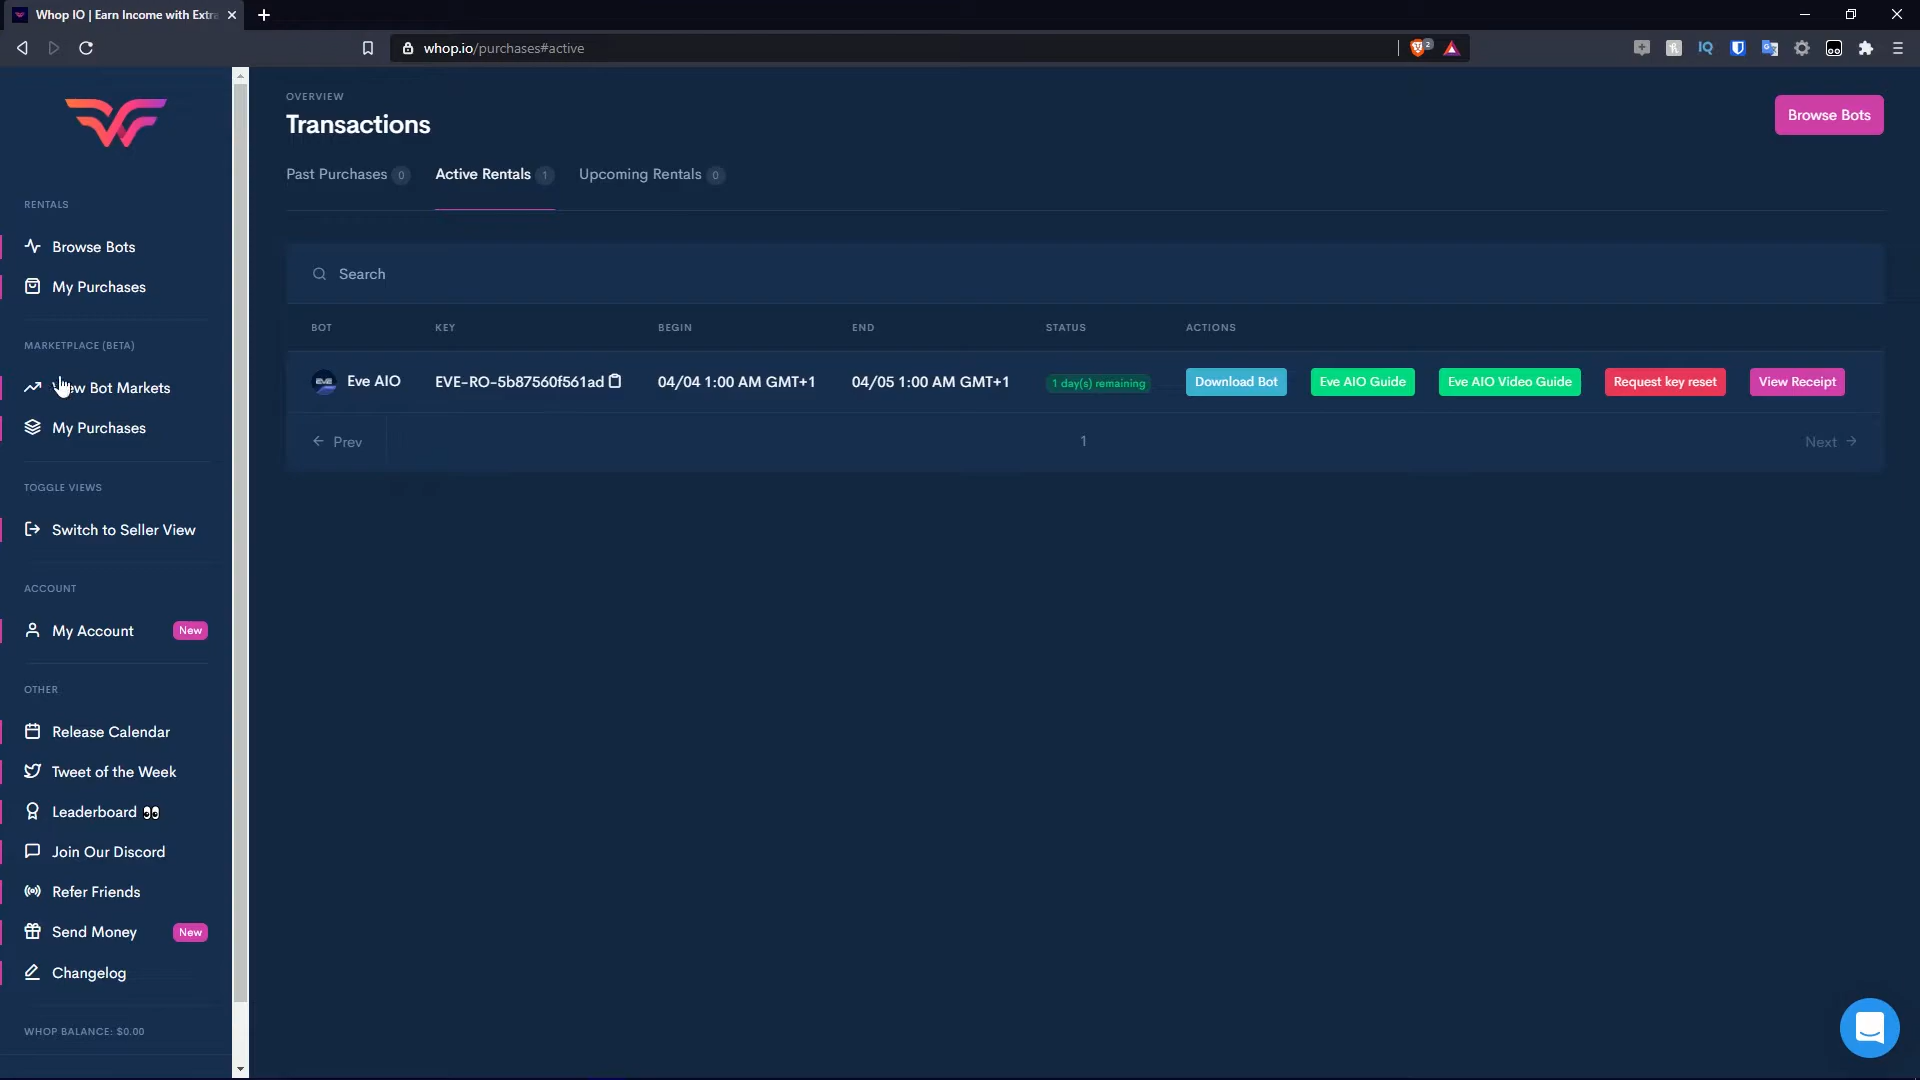 Whop IO | Earn Income with Extra
whop.io/purchases#active
2
IQ
RENTALS
Browse Bots
My Purchases
MARKETPLACE (BETA)
Bot Markets
My Purchases
TOGGLE VIEWS
Switch to Seller View
ACCOUNT
My Account New
OTHER
Release Calendar
Tweet of the Week
Leaderboard 👀
Join Our Discord
Refer Friends
Send Money New
Changelog
WHOP BALANCE: $0.00
OVERVIEW
Transactions
Browse Bots
Past Purchases 0 Active Rentals 1 Upcoming Rentals 0
Search
BOT KEY BEGIN END STATUS ACTIONS
EVE Eve AIO EVE-RO-5b87560f561ad 04/04 1:00 AM GMT+1 04/05 1:00 AM GMT+1 1 day(s) remaining Download Bot Eve AIO Guide Eve AIO Video Guide Request key reset View Receipt
← Prev 1 Next →